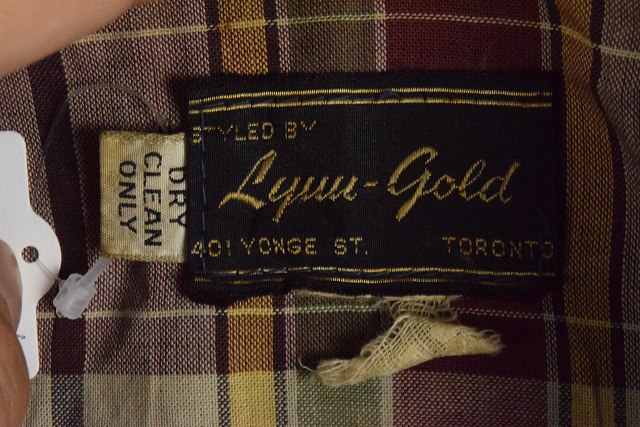 STYLED BY
Lynn-Gold
401 YONGE ST. TORONTO
DRY
CLEAN
ONLY